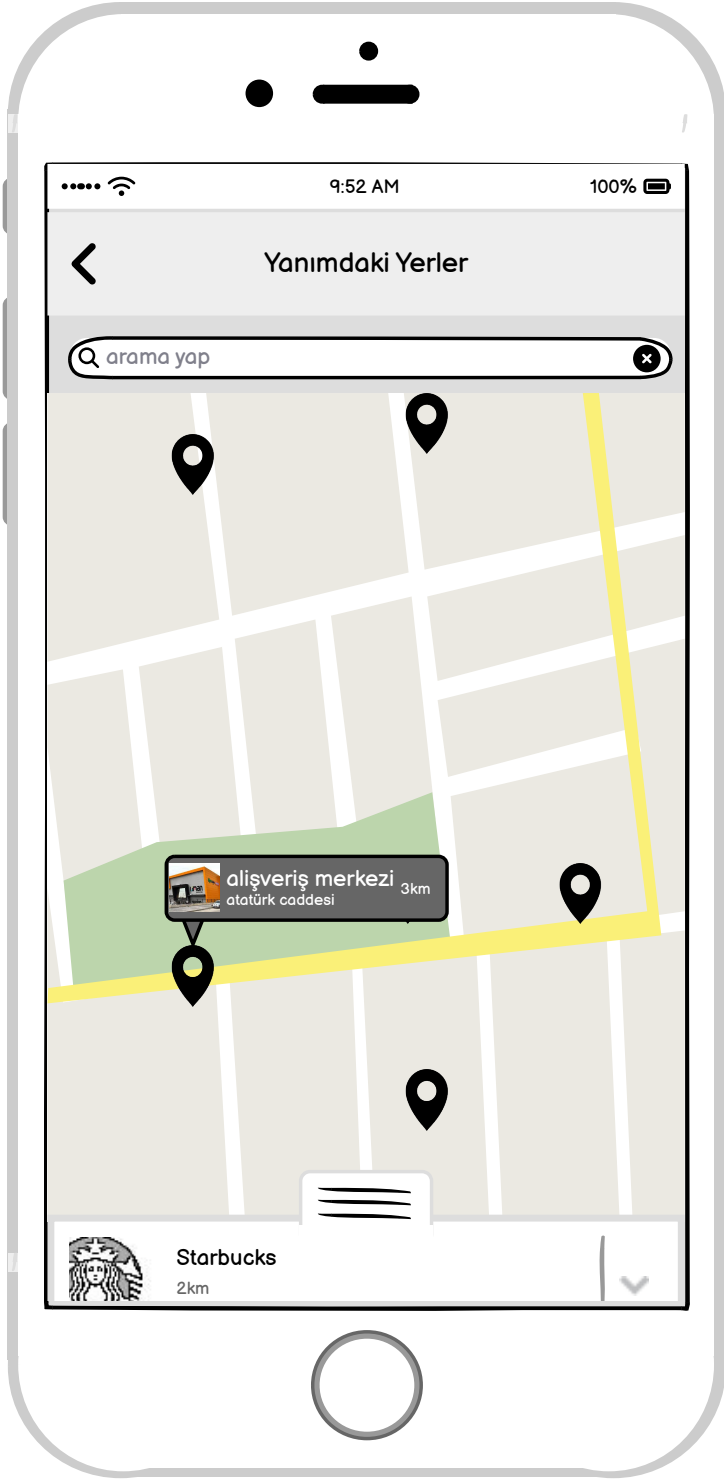 9:52 AM
100%
Yanımdaki Yerler
arama yap
alişveriş merkezi
3km
atatürk caddesi
Starbucks
2km